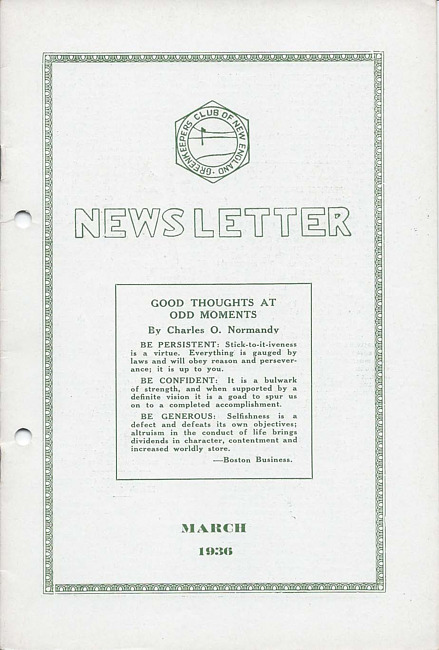 GREENKEEPERS CLUB OF NEW ENGLAND
NEWS LETTER
GOOD THOUGHTS AT
ODD MOMENTS
By Charles O. Normandy
BE PERSISTENT: Stick-to-it-iveness
is a virtue. Everything is gauged by
laws and will obey reason and persever-
ance; it is up to you.
BE CONFIDENT: It is a bulwark
of strength, and when supported by a
definite vision it is a goad to spur us
on to a completed accomplishment.
BE GENEROUS: Selfishness is a
defect and defeats its own objectives;
altruism in the conduct of life brings
dividends in character, contentment and
increased worldly store.
—Boston Business.
MARCH
1936